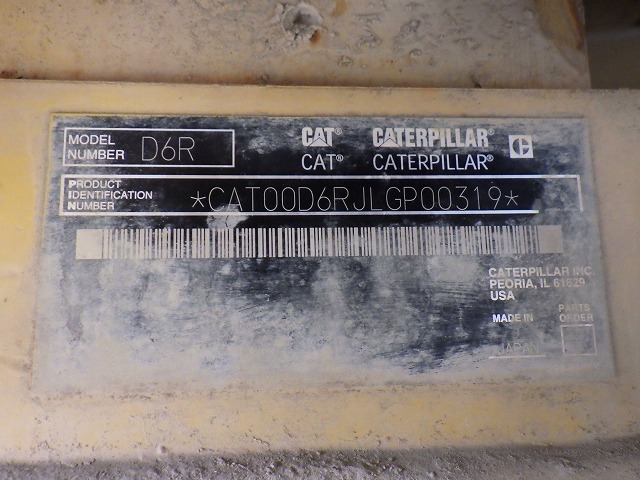 MODEL NUMBER D6R
CAT® CATERPILLAR® C
CAT® CATERPILLAR®
PRODUCT IDENTIFICATION NUMBER *CAT00D6RJLGP00319*
CATERPILLAR INC
PEORIA, IL 61629
USA
MADE IN
JAPAN
PARTS ORDER